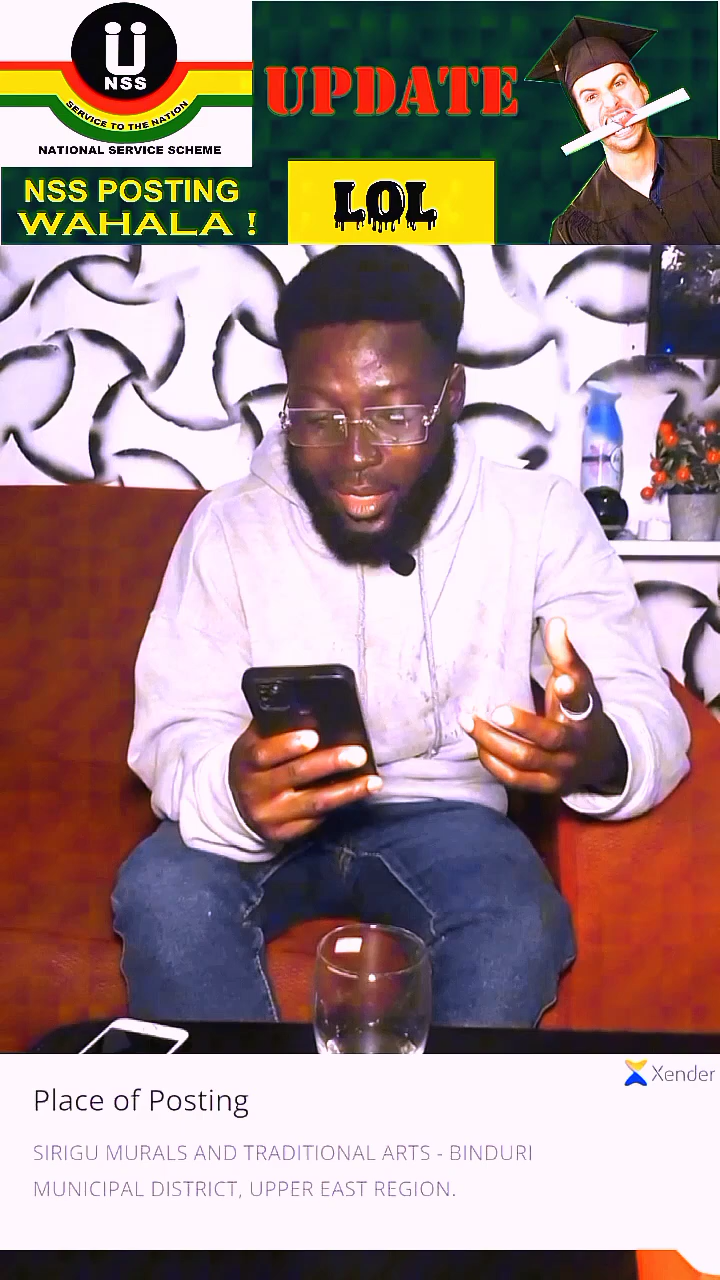 Ü
NSS
SERVICE TO THE NATION
NATIONAL SERVICE SCHEME
UPDATE
NSS POSTING
WAHALA !
LOL
Xender
Place of Posting
SIRIGU MURALS AND TRADITIONAL ARTS - BINDURI
MUNICIPAL DISTRICT, UPPER EAST REGION.